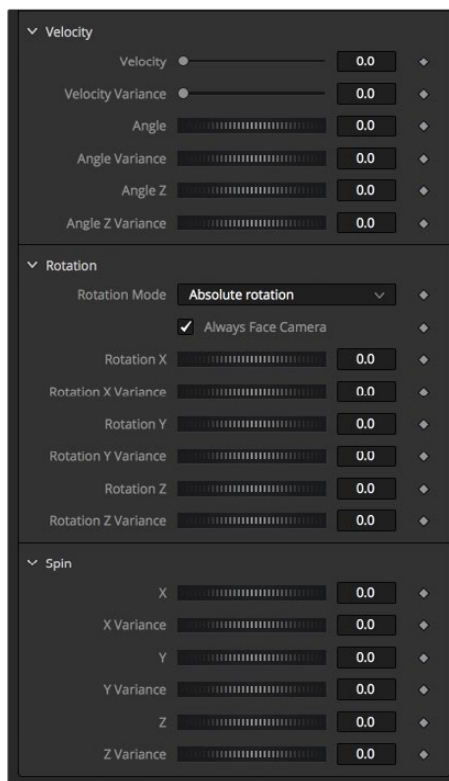 Velocity
Velocity 0.0
Velocity Variance 0.0
Angle 0.0
Angle Variance 0.0
Angle Z 0.0
Angle Z Variance 0.0
Rotation
Rotation Mode Absolute rotation
Always Face Camera
Rotation X 0.0
Rotation X Variance 0.0
Rotation Y 0.0
Rotation Y Variance 0.0
Rotation Z 0.0
Rotation Z Variance 0.0
Spin
X 0.0
X Variance 0.0
Y 0.0
Y Variance 0.0
Z 0.0
Z Variance 0.0